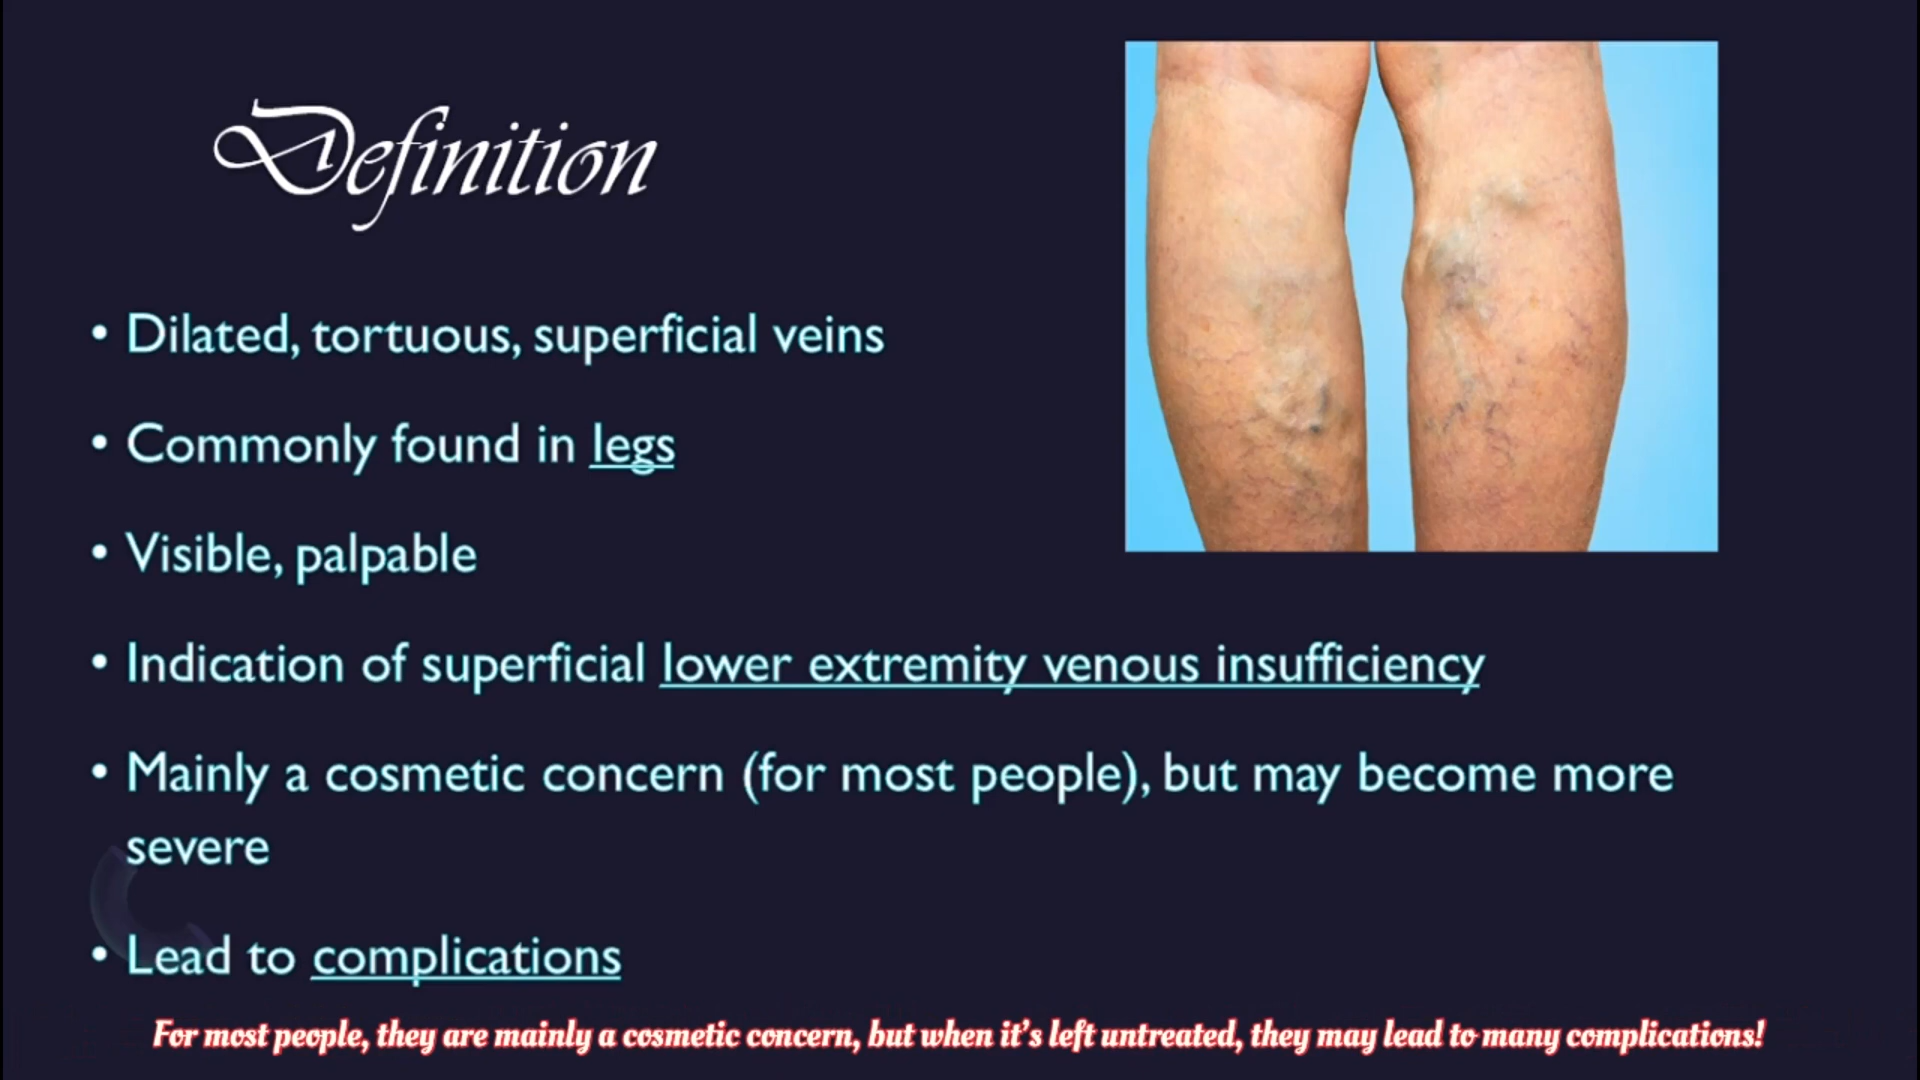 Definition
• Dilated, tortuous, superficial veins
• Commonly found in legs
• Visible, palpable
• Indication of superficial lower extremity venous insufficiency
• Mainly a cosmetic concern (for most people), but may become more
severe
• Lead to complications
For most people, they are mainly a cosmetic concern, but when it’s left untreated, they may lead to many complications!